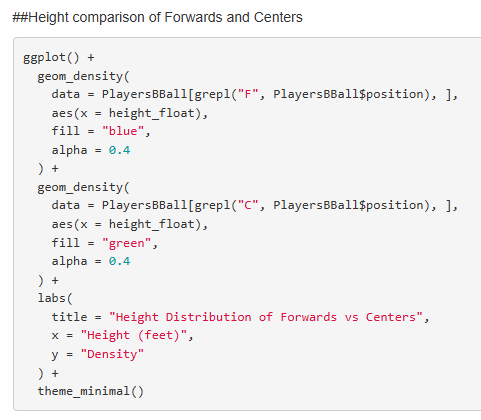 ##Height comparison of Forwards and Centers
ggplot() +
  geom_density(
    data = PlayersBBall[grepl("F", PlayersBBall$position), ],
    aes(x = height_float),
    fill = "blue",
    alpha = 0.4
  ) +
  geom_density(
    data = PlayersBBall[grepl("C", PlayersBBall$position), ],
    aes(x = height_float),
    fill = "green",
    alpha = 0.4
  ) +
  labs(
    title = "Height Distribution of Forwards vs Centers",
    x = "Height (feet)",
    y = "Density"
  ) +
  theme_minimal()